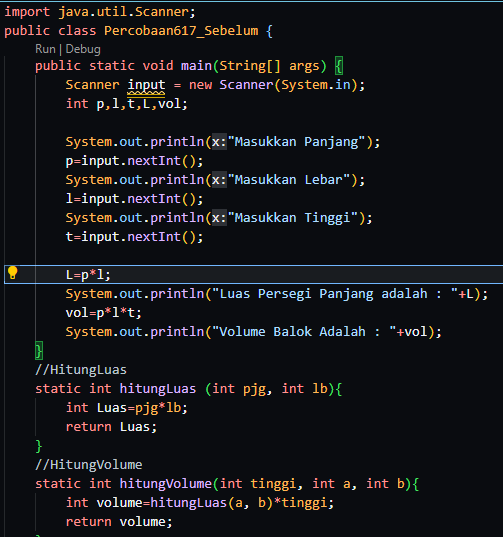 import java.util.Scanner;
public class Percobaan617_Sebelum {
Run | Debug
public static void main(String[] args) {
Scanner input = new Scanner(System.in);
int p,l,t,L,vol;
System.out.println(x:"Masukkan Panjang");
p=input.nextInt();
System.out.println(x:"Masukkan Lebar");
l=input.nextInt();
System.out.println(x:"Masukkan Tinggi");
t=input.nextInt();
L=p*l;
System.out.println("Luas Persegi Panjang adalah : "+L);
vol=p*l*t;
System.out.println("Volume Balok Adalah : "+vol);
}
//HitungLuas
static int hitungLuas (int pjg, int lb){
int Luas=pjg*lb;
return Luas;
}
//HitungVolume
static int hitungVolume(int tinggi, int a, int b){
int volume=hitungLuas(a, b)*tinggi;
return volume;